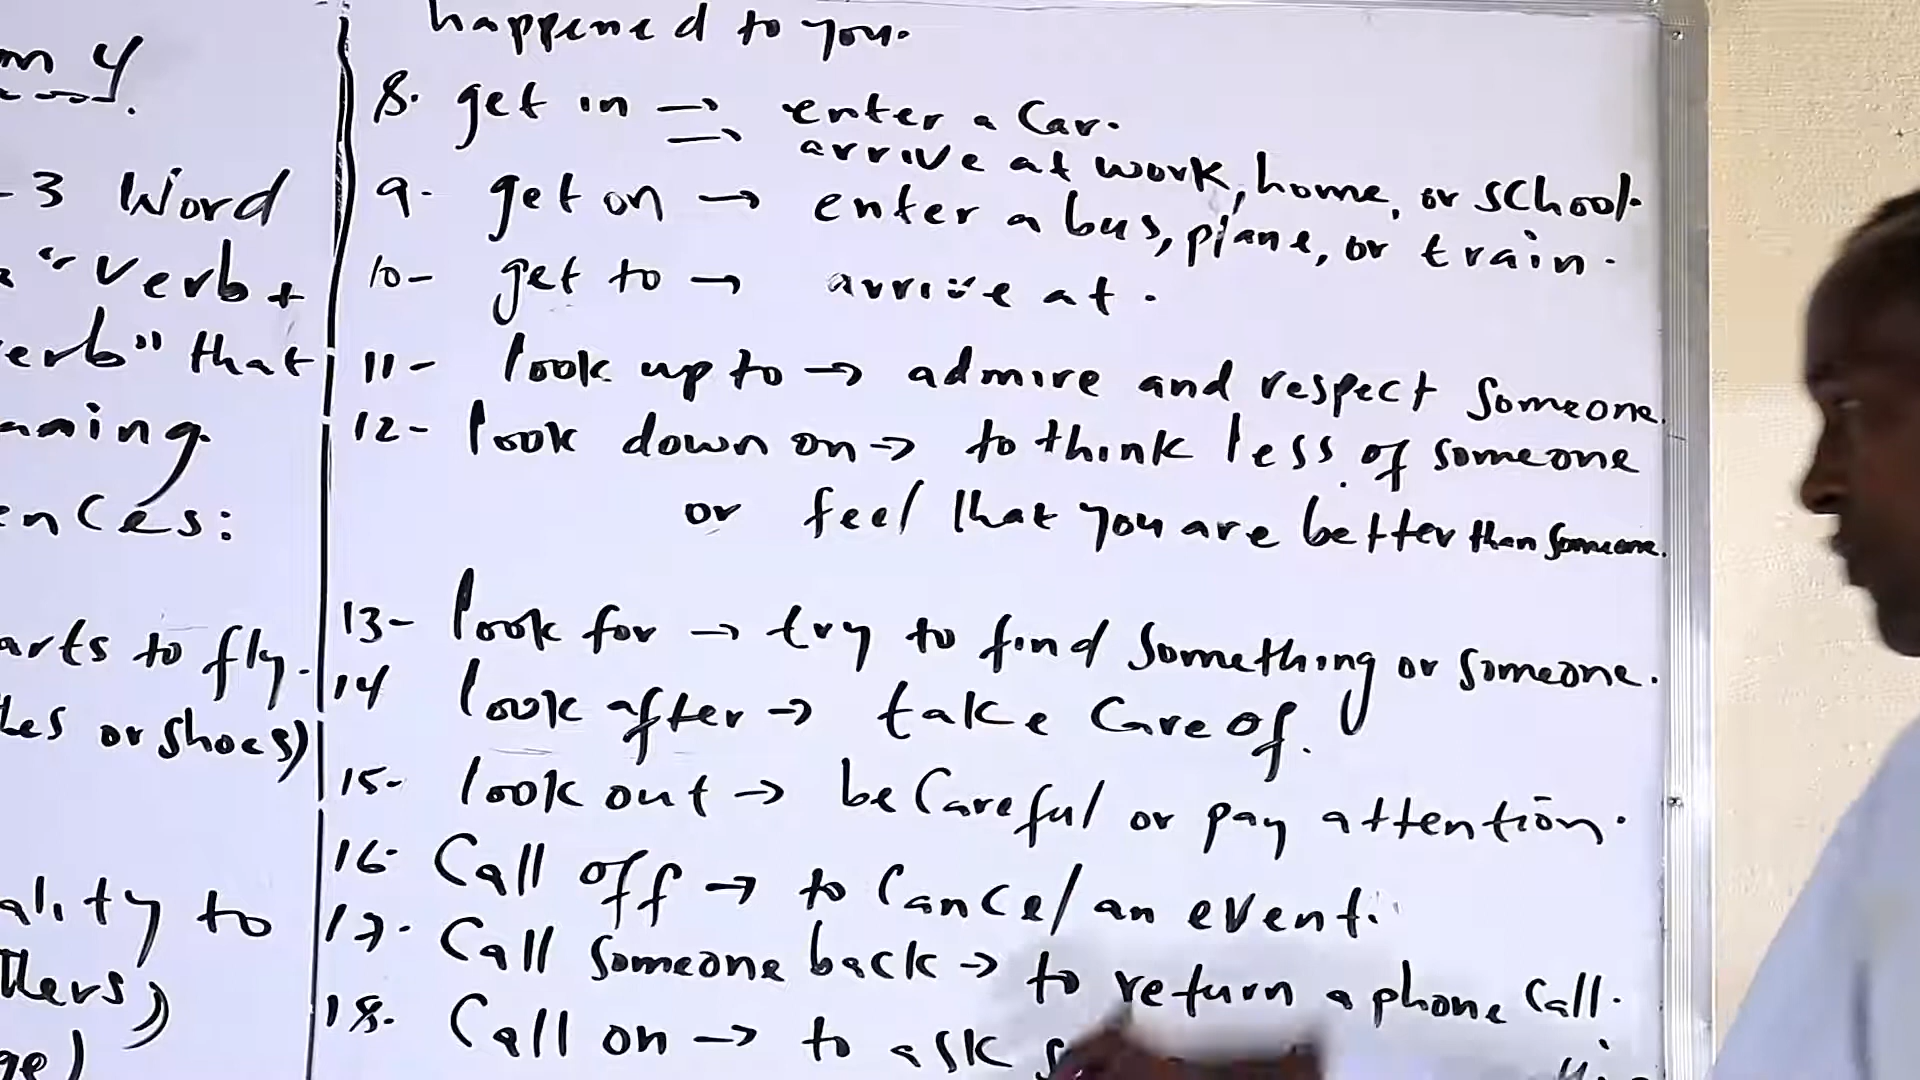 m 4
3 Word
"verb +
erb" that
aning
ences:
arts to fly.
or shoes)
ality to
happened to you.
8. get in → enter a car.
→ arrive at work, home, or school.
9- get on → enter a bus, plane, or train.
10- get to → arrive at.
11- look up to → admire and respect someone.
12- look down on → to think less of someone
or feel that you are better than someone.
13- look for → try to find something or someone.
14 look after → take care of.
15- look out → be careful or pay attention.
16- Call off → to cancel an event.
17- Call someone back → to return a phone call.
18- Call on → to ask